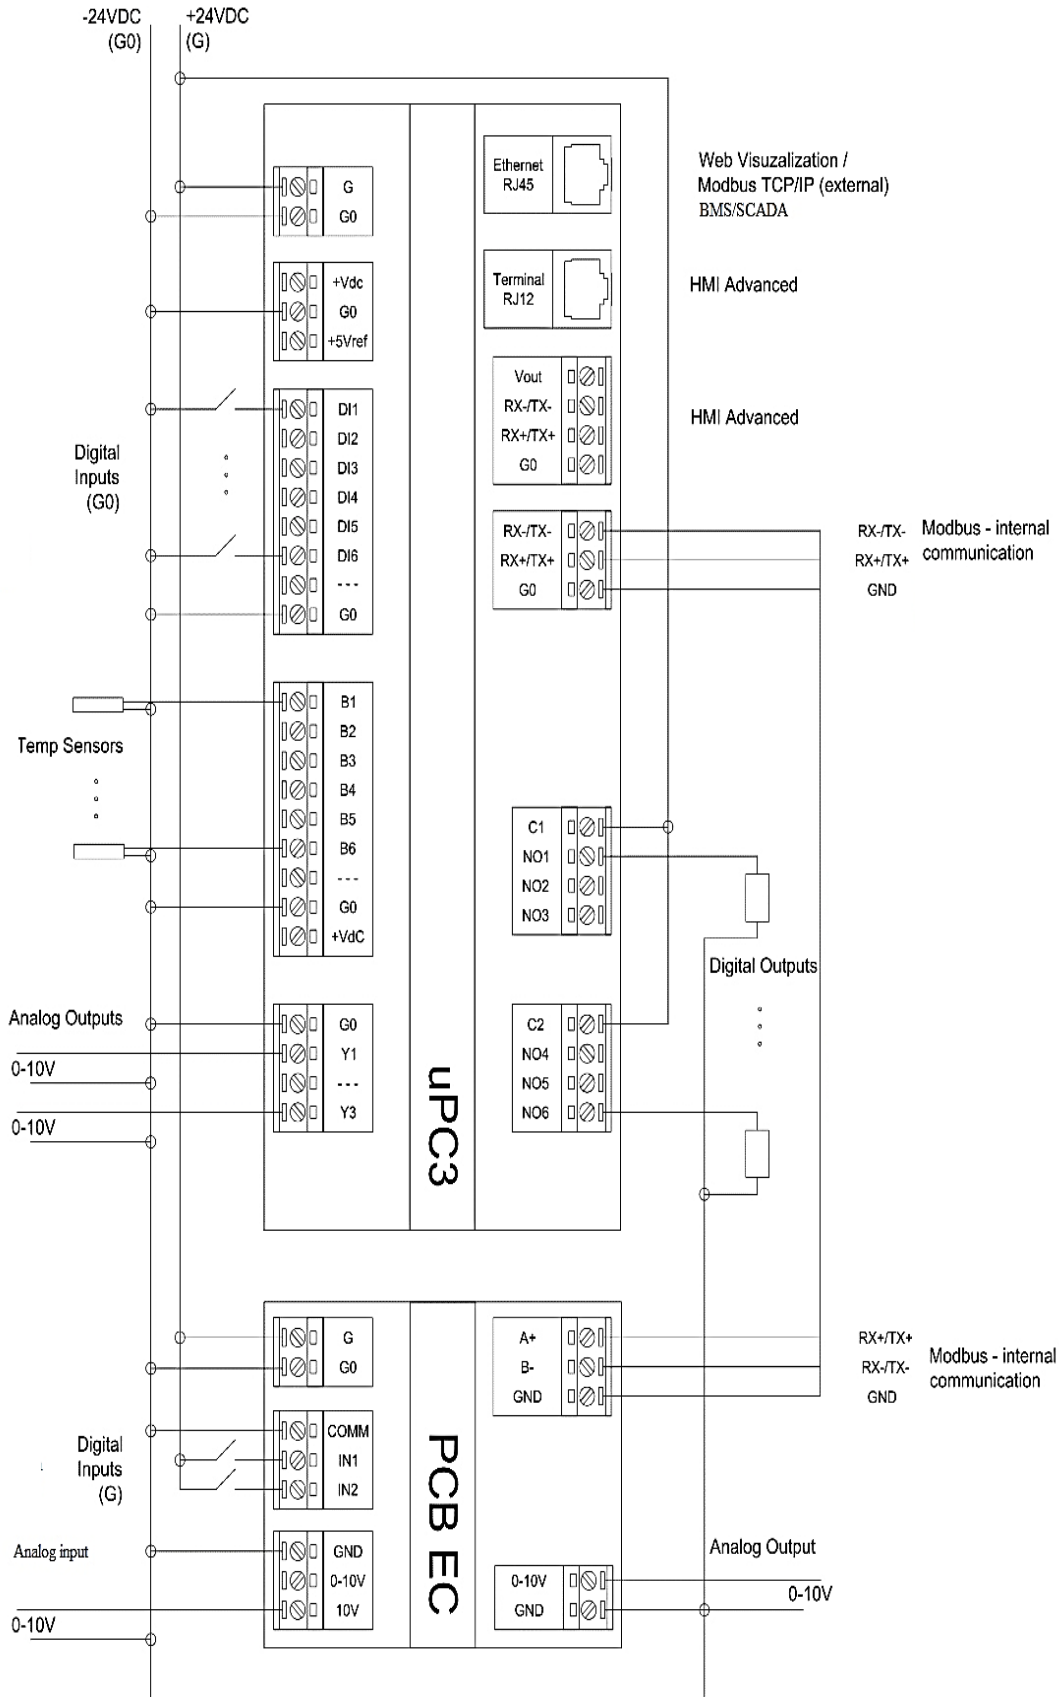 -24VDC
(G0)
+24VDC
(G)
G
G0
+Vdc
G0
+5Vref
Digital
Inputs
(G0)
DI1
DI2
DI3
DI4
DI5
DI6
---
G0
Temp Sensors
B1
B2
B3
B4
B5
B6
---
G0
+VdC
Analog Outputs
0-10V
0-10V
G0
Y1
---
Y3
uPC3
Ethernet
RJ45
Web Visuzalization /
Modbus TCP/IP (external)
BMS/SCADA
Terminal
RJ12
HMI Advanced
Vout
RX-/TX-
RX+/TX+
G0
HMI Advanced
RX-/TX-
RX+/TX+
G0
RX-/TX-
RX+/TX+
GND
Modbus - internal
communication
C1
NO1
NO2
NO3
Digital Outputs
C2
NO4
NO5
NO6
G
G0
Digital
Inputs
(G)
COMM
IN1
IN2
Analog input
0-10V
GND
0-10V
10V
PCB EC
A+
B-
GND
RX+/TX+
RX-/TX-
GND
Modbus - internal
communication
Analog Output
0-10V
0-10V
GND